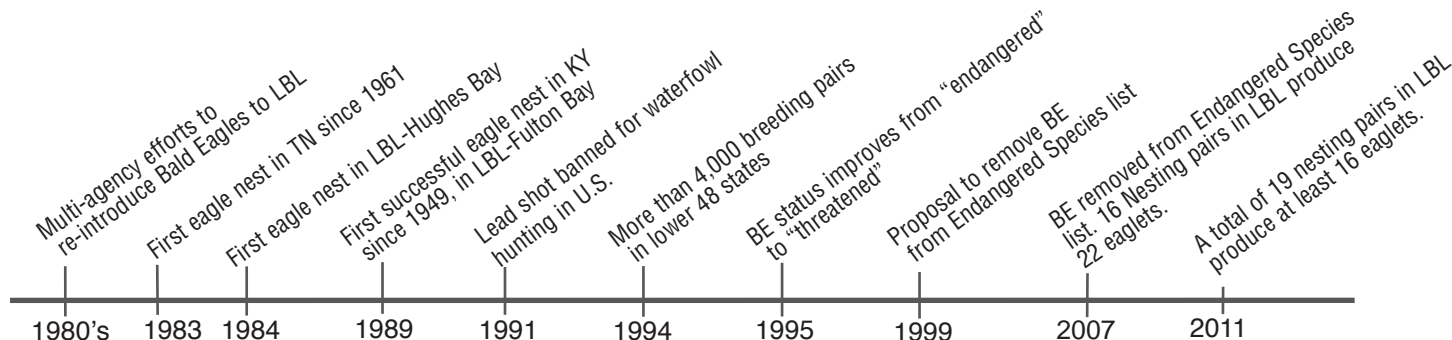 Multi-agency efforts to
re-introduce Bald Eagles to LBL
First eagle nest in TN since 1961
First eagle nest in LBL-Hughes Bay
First successful eagle nest in KY
since 1949, in LBL-Fulton Bay
Lead shot banned for waterfowl
hunting in U.S.
More than 4,000 breeding pairs
in lower 48 states
BE status improves from “endangered”
to “threatened”
Proposal to remove BE
from Endangered Species list
BE removed from Endangered Species
list. 16 Nesting pairs in LBL produce
22 eaglets.
A total of 19 nesting pairs in LBL
produce at least 16 eaglets.
1980's
1983
1984
1989
1991
1994
1995
1999
2007
2011